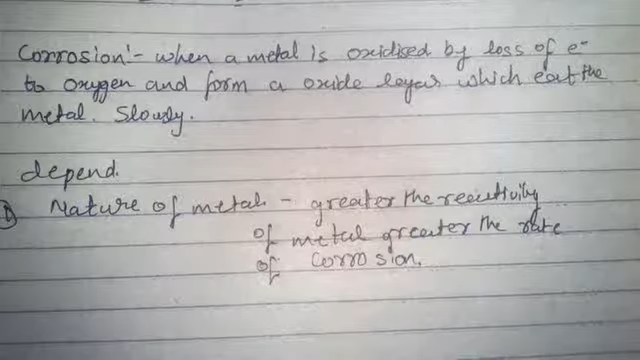 Corrosion:- when a metal is oxidised by loss of e⁻
to oxygen and form a oxide layer which eat the
metal. Slowly.
depend.
1) Nature of metal - greater the reactivity
of metal greater the rate
of corrosion.